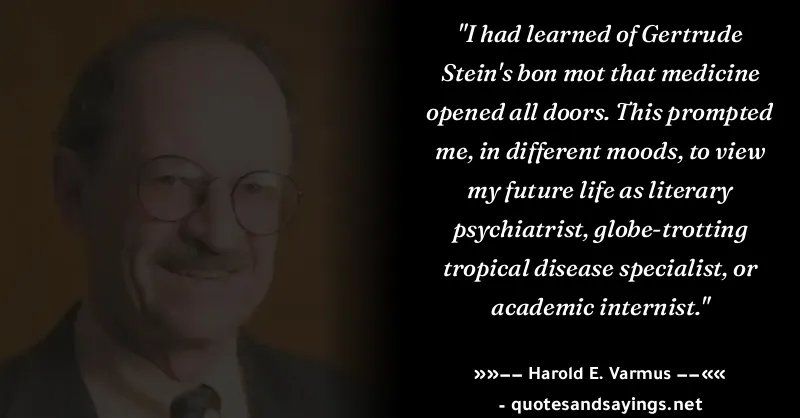 "I had learned of Gertrude
Stein's bon mot that medicine
opened all doors. This prompted
me, in different moods, to view
my future life as literary
psychiatrist, globe-trotting
tropical disease specialist, or
academic internist."
»»–– Harold E. Varmus ––««
- quotesandsayings.net